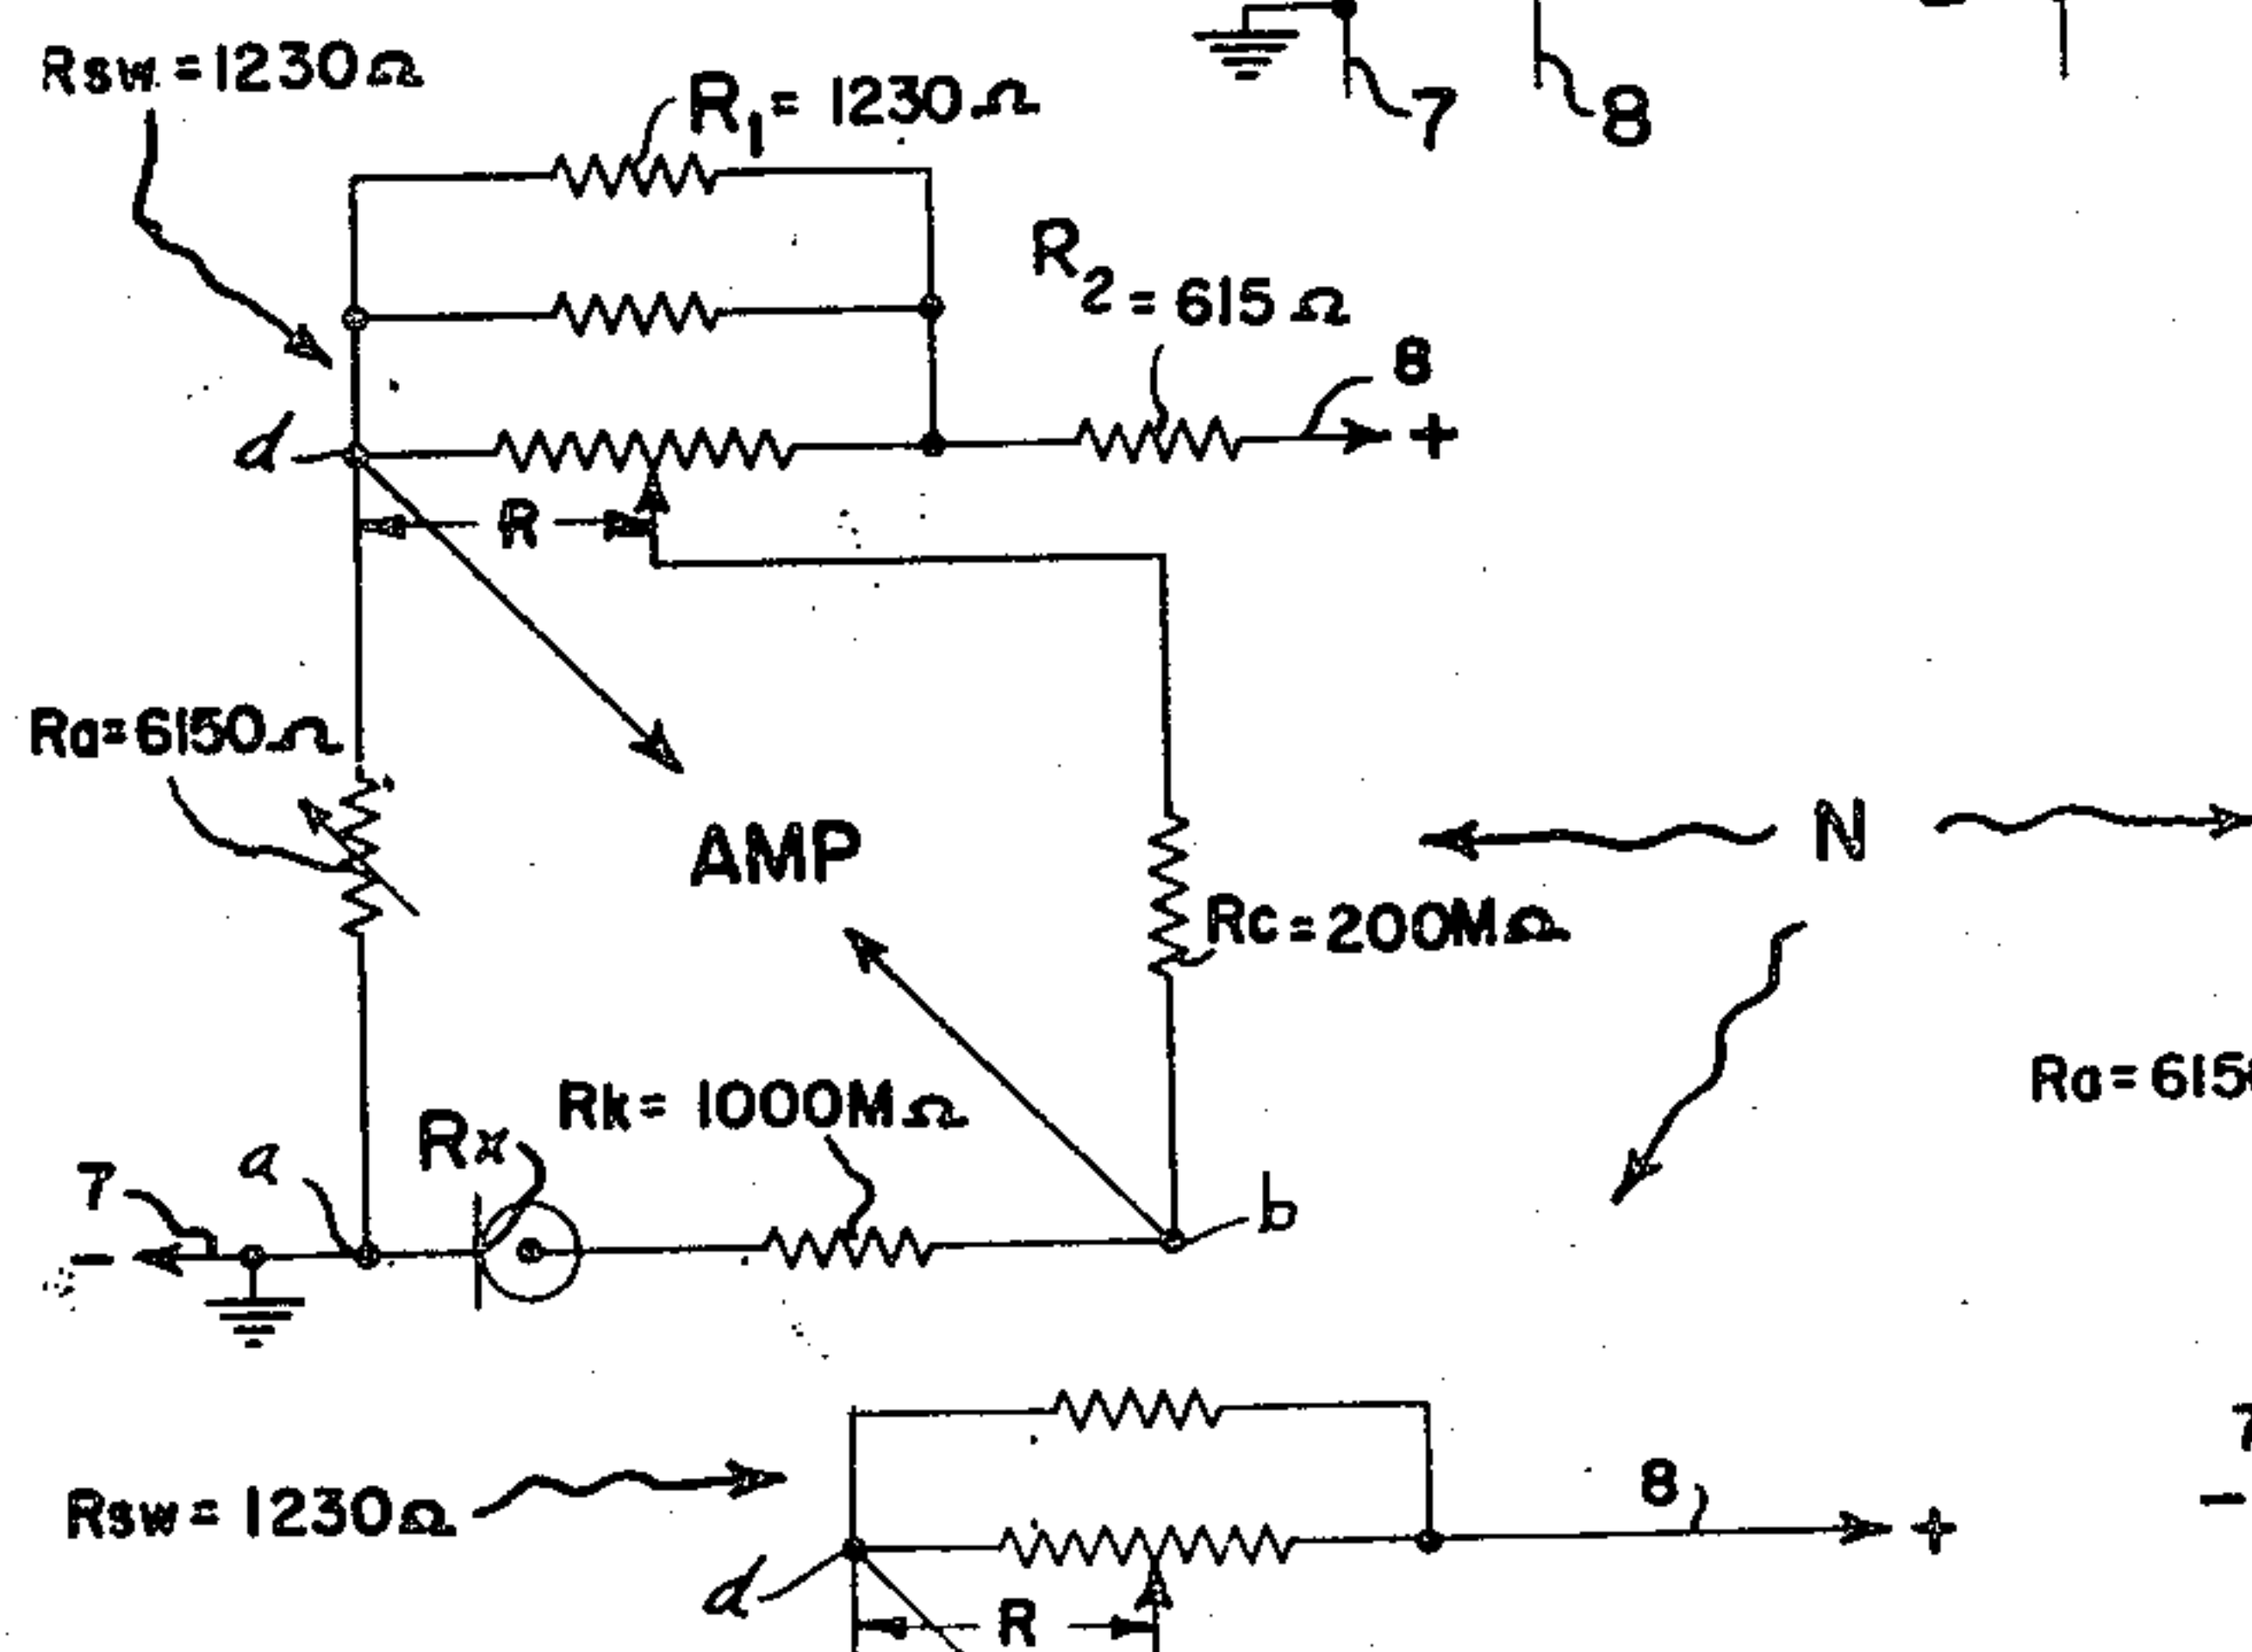 Rsw. = 1230Ω
R1 = 1230Ω
7
8
R2 = 615Ω
8
+
d
R
Ra = 6150Ω
AMP
N
Rc = 200MΩ
Rk = 1000MΩ
Rx
a
7
-
b
Ra = 615
Rsw = 1230Ω
8
+
7
-
d
R